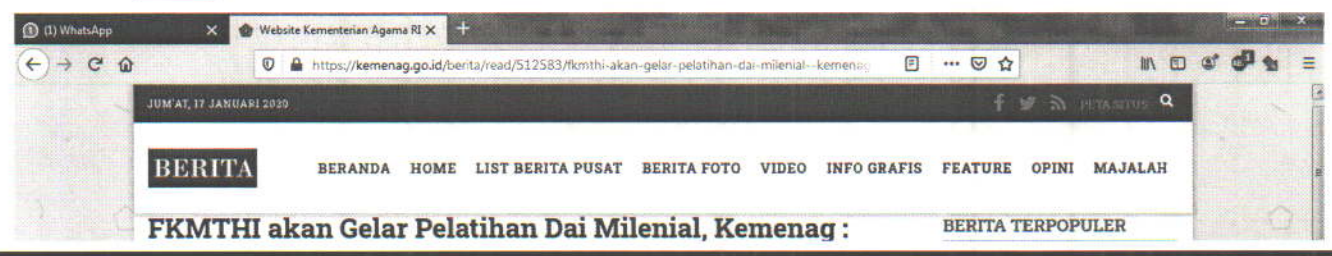 (1) WhatsApp
Website Kementerian Agama RI
https://kemenag.go.id/berita/read/512583/fkmthi-akan-gelar-pelatihan-dai-milenial--kemenag
JUM'AT, 17 JANUARI 2020
PETA SITUS
BERITA
BERANDA HOME LIST BERITA PUSAT BERITA FOTO VIDEO INFO GRAFIS FEATURE OPINI MAJALAH
FKMTHI akan Gelar Pelatihan Dai Milenial, Kemenag :
BERITA TERPOPULER